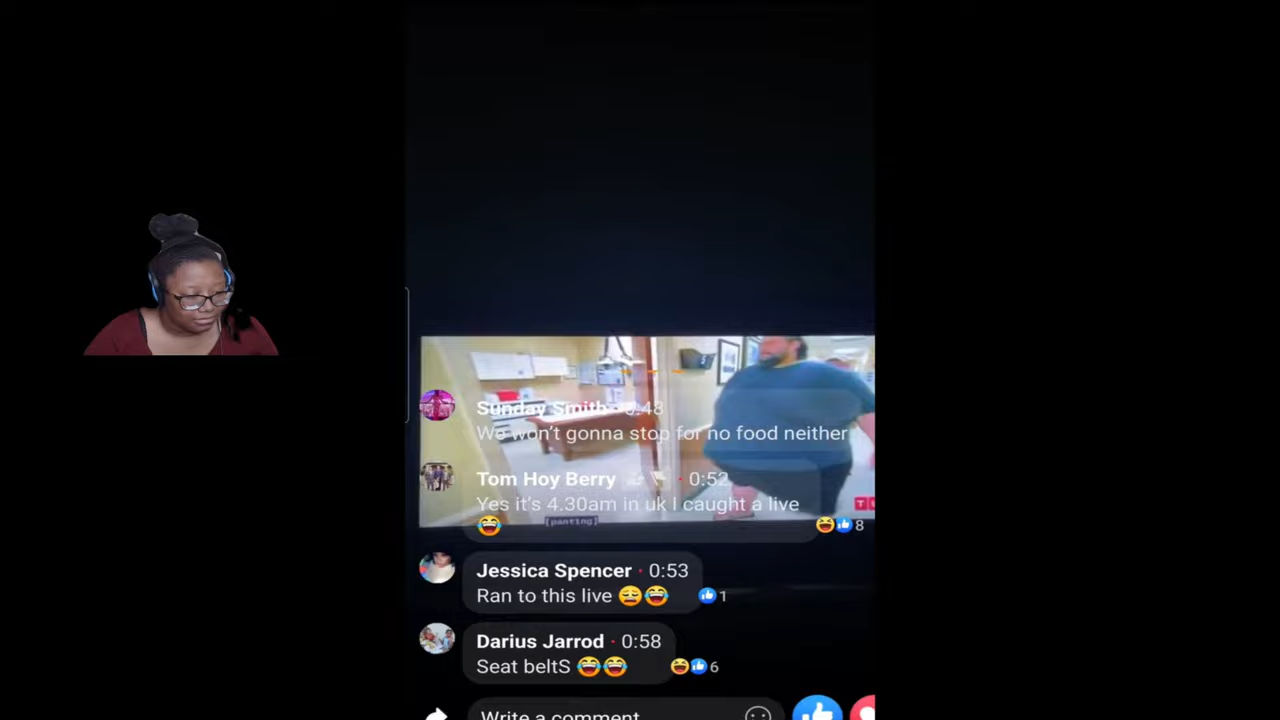 Sunday Smith · 0:48
We won't gonna stop for no food neither
Tom Hoy Berry · 0:52
Yes it's 4.30am in uk I caught a live
😂
8
[panting]
Jessica Spencer · 0:53
Ran to this live 😩😂
1
Darius Jarrod · 0:58
Seat beltS 😂😂
6
Write a comment